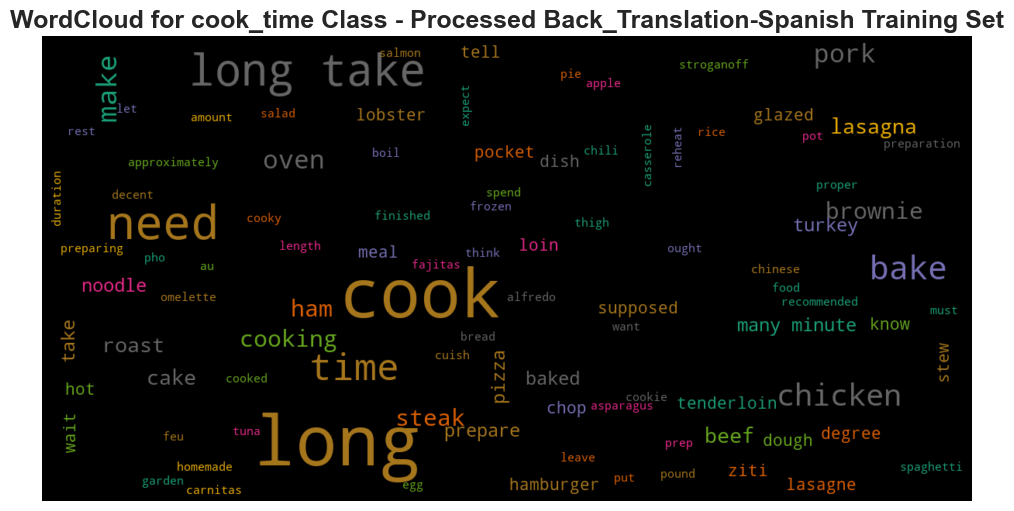 WordCloud for cook_time Class - Processed Back_Translation-Spanish Training Set
salmon
tell
pork
make
long take
stroganoff
pie
apple
let
amount
salad
lobster
expect
glazed
lasagna
rest
casserole
reheat
rice
pot
preparation
approximately
oven
boil
pocket
dish
chili
duration
decent
spend
frozen
proper
need
cooky
finished
thigh
brownie
turkey
preparing
length
meal
think
loin
ought
pho
au
fajitas
chinese
bake
noodle
omelette
cook
alfredo
food
recommended
ham
supposed
must
take
cooking
want
many minute
know
roast
bread
time
cuish
pizza
stew
hot
cake
cooked
baked
cookie
chicken
wait
long
steak
chop
asparagus
tenderloin
feu
tuna
prepare
prep
beef
dough
degree
homemade
leave
garden
carnitas
egg
hamburger
put
pound
ziti
lasagne
spaghetti